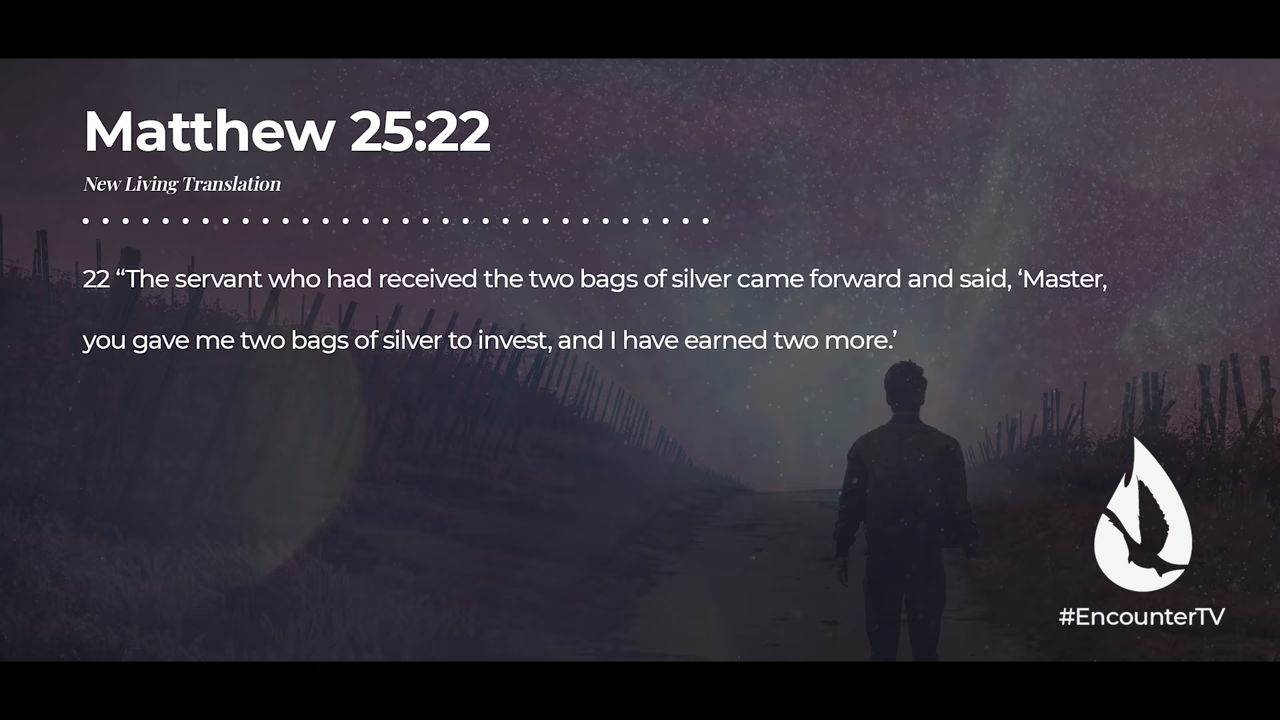 Matthew 25:22
New Living Translation
22 “The servant who had received the two bags of silver came forward and said, ‘Master,
you gave me two bags of silver to invest, and I have earned two more.’
#EncounterTV